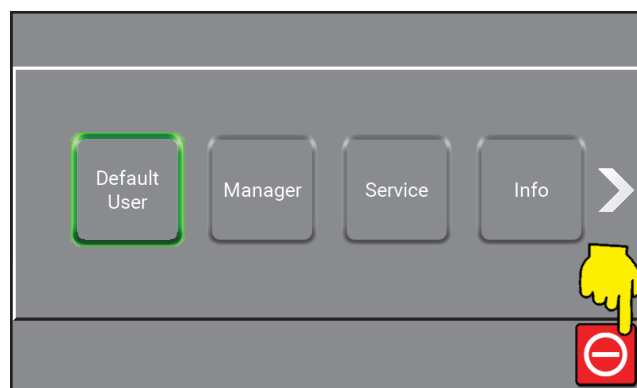 Default
User
Manager
Service
Info